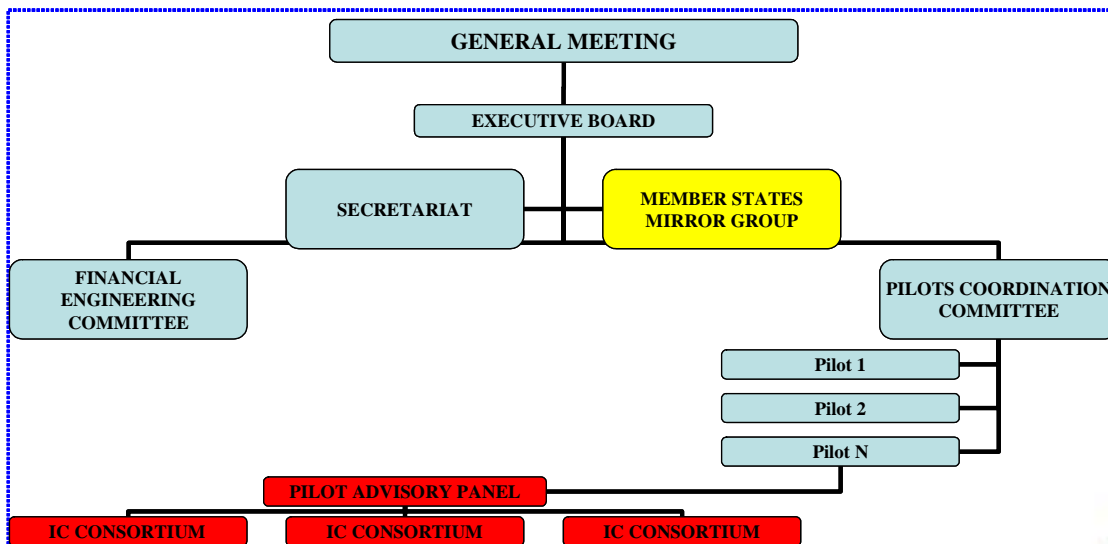 GENERAL MEETING
EXECUTIVE BOARD
SECRETARIAT
MEMBER STATES
MIRROR GROUP
FINANCIAL
ENGINEERING
COMMITTEE
PILOTS COORDINATION
COMMITTEE
Pilot 1
Pilot 2
Pilot N
PILOT ADVISORY PANEL
IC CONSORTIUM
IC CONSORTIUM
IC CONSORTIUM